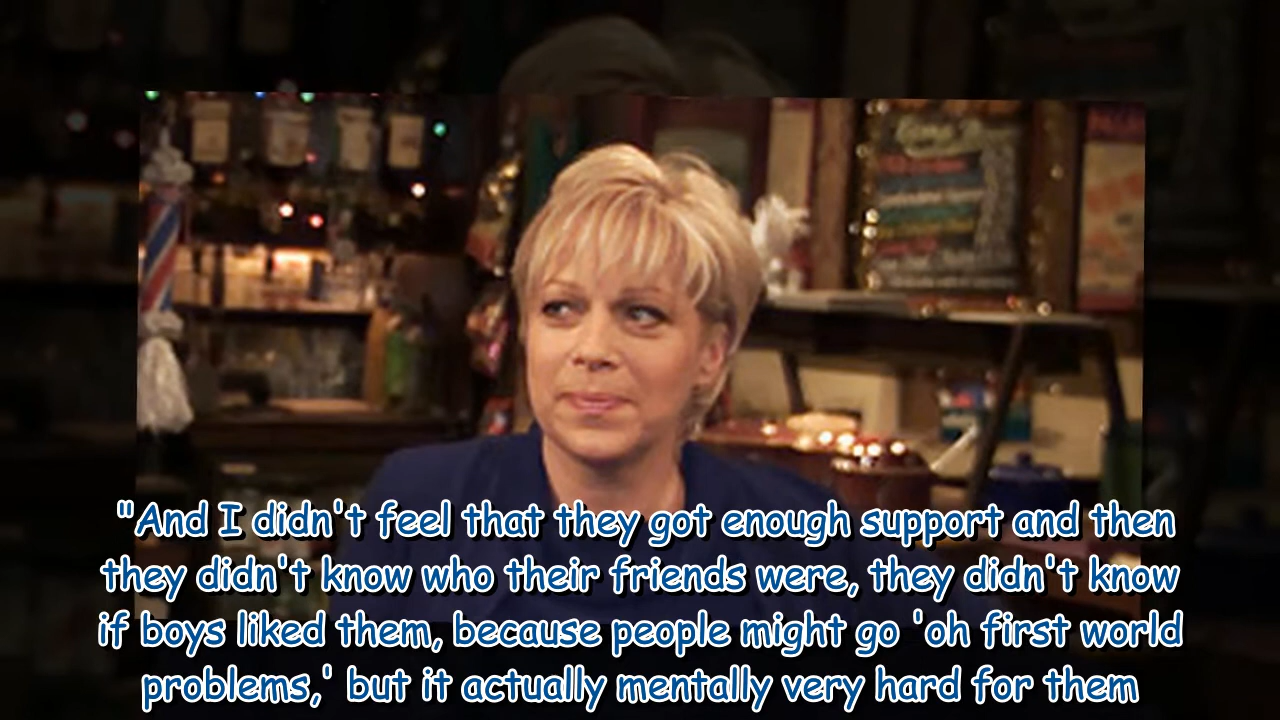 "And I didn't feel that they got enough support and then
they didn't know who their friends were, they didn't know
if boys liked them, because people might go 'oh first world
problems,' but it actually mentally very hard for them